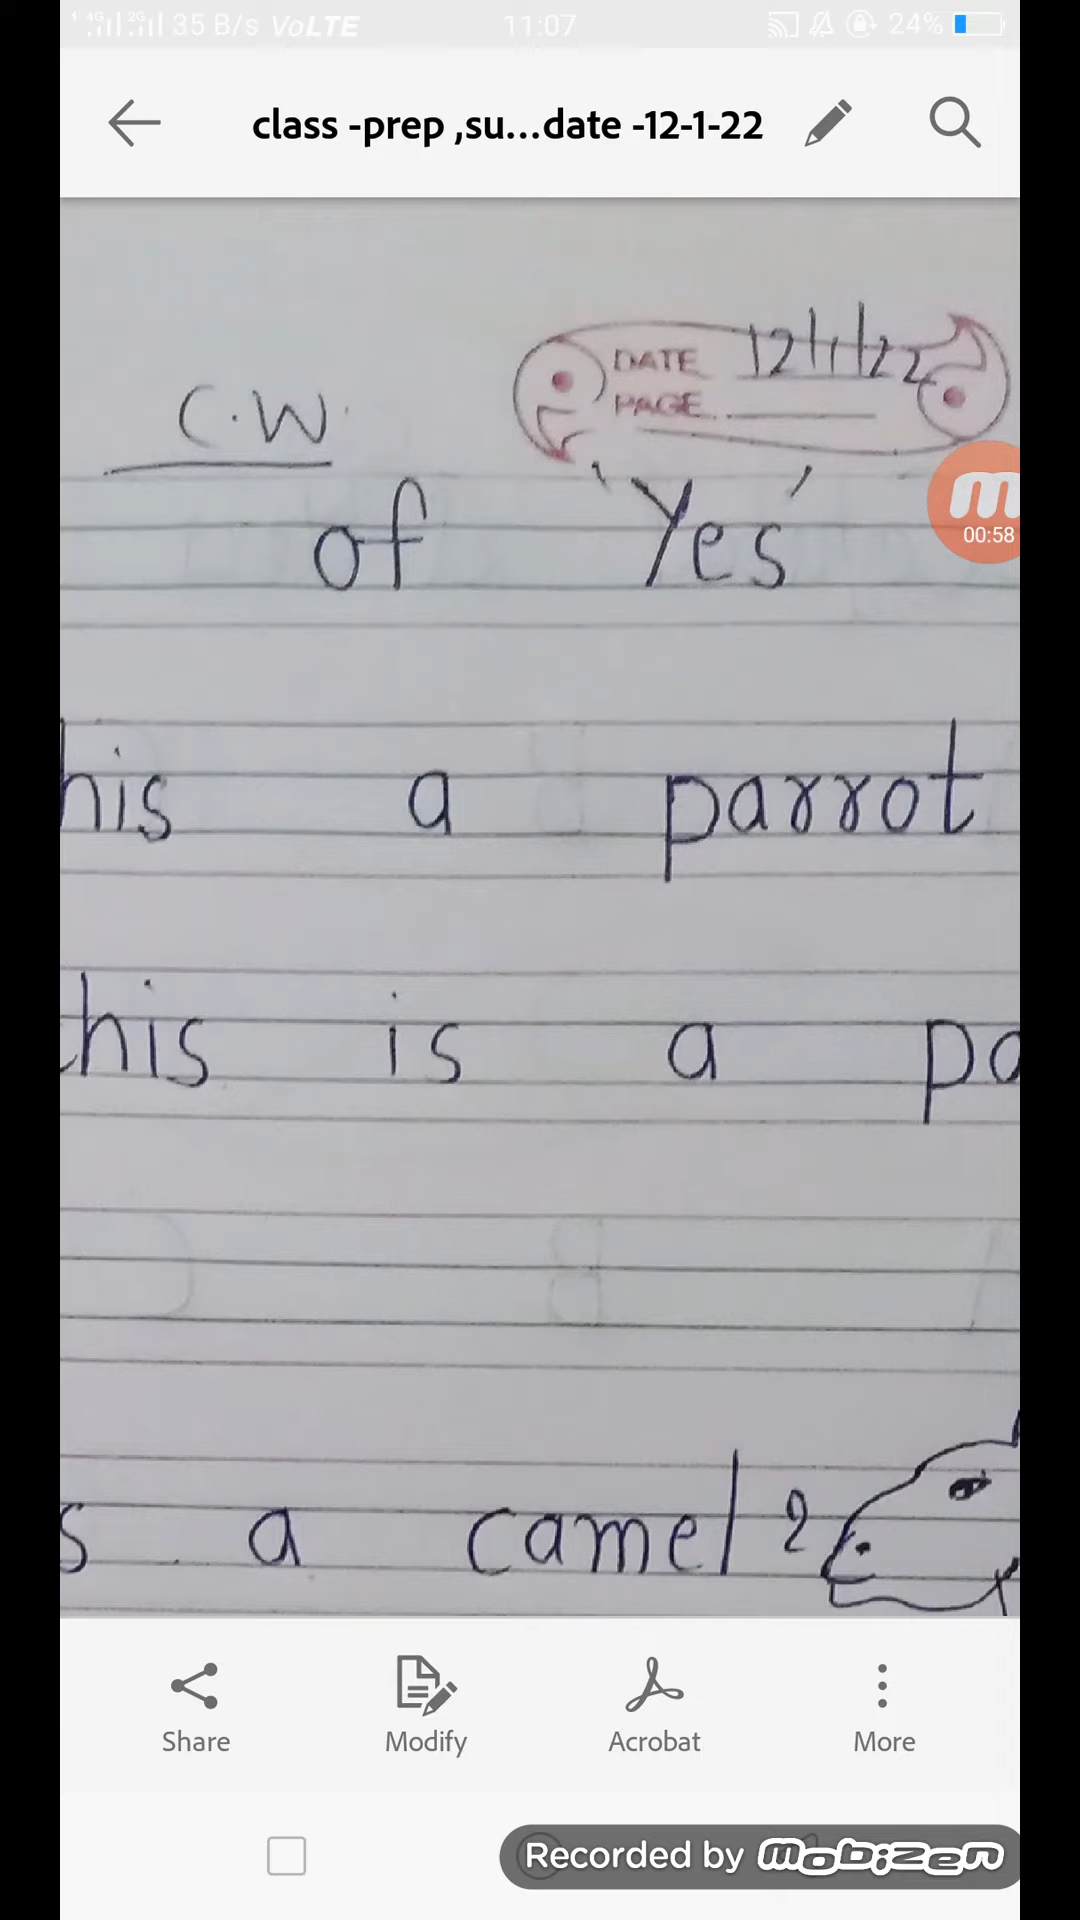 35 B/s VoLTE 11:07 24%
class -prep ,su...date -12-1-22
DATE 12/1/22
C.W.
PAGE
of 'Yes'
00:58
his a parrot
this is a pa
s a camel ?
Share Modify Acrobat More
Recorded by mobizen